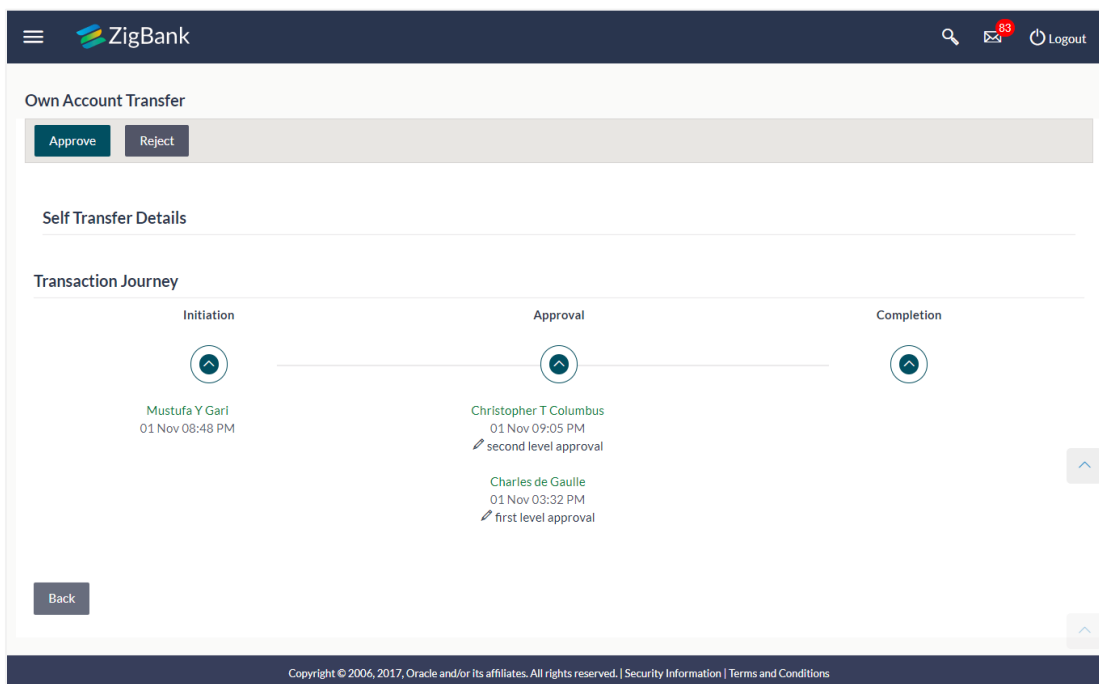 ZigBank
83
Logout
Own Account Transfer
Approve
Reject
Self Transfer Details
Transaction Journey
Initiation
Approval
Completion
Mustufa Y Gari
01 Nov 08:48 PM
Christopher T Columbus
01 Nov 09:05 PM
second level approval
Charles de Gaulle
01 Nov 03:32 PM
first level approval
Back
Copyright © 2006, 2017, Oracle and/or its affiliates. All rights reserved. | Security Information | Terms and Conditions